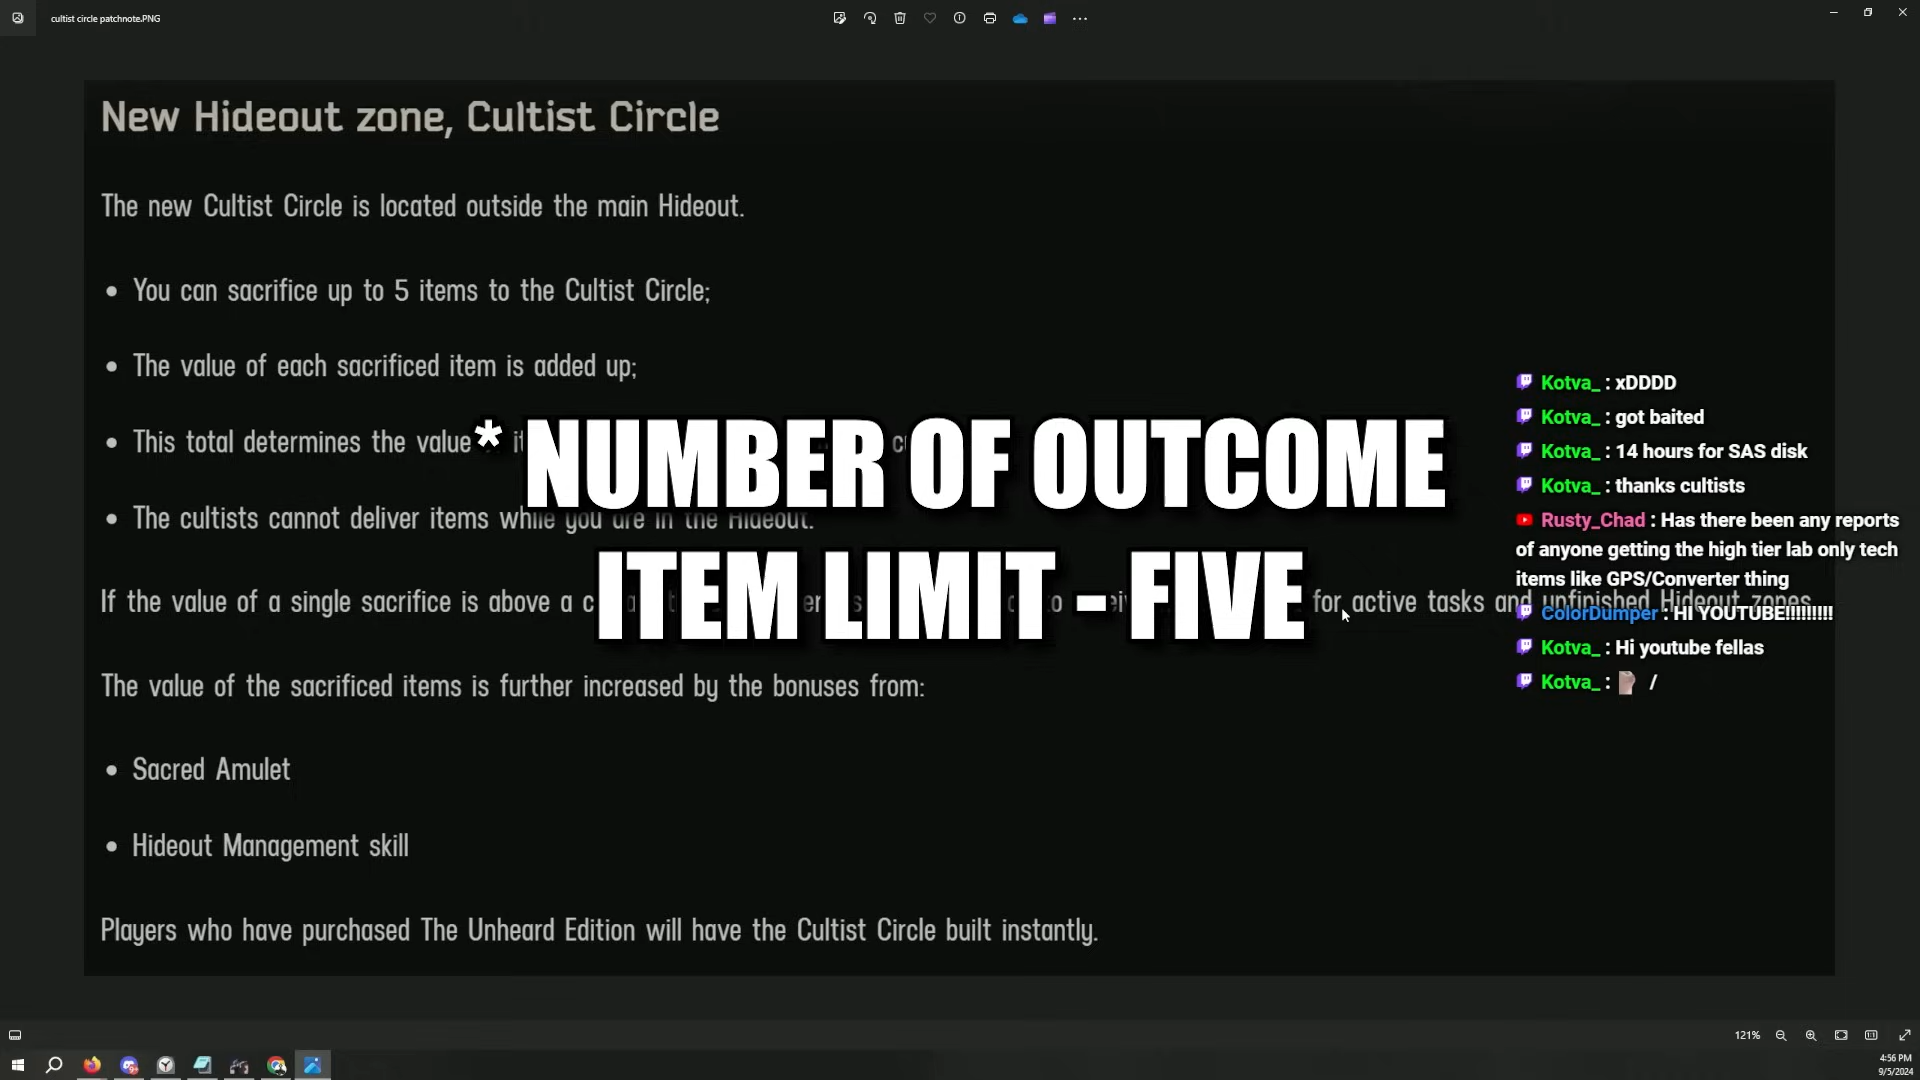 cultist circle patchnote.PNG
New Hideout zone, Cultist Circle
The new Cultist Circle is located outside the main Hideout.
• You can sacrifice up to 5 items to the Cultist Circle;
• The value of each sacrificed item is added up;
• This total determines the value
* NUMBER OF OUTCOME
ITEM LIMIT – FIVE
• The cultists cannot deliver items while you are in the Hideout.
If the value of a single sacrifice is above a
for active tasks and unfinished Hideout zones
The value of the sacrificed items is further increased by the bonuses from:
• Sacred Amulet
• Hideout Management skill
Players who have purchased The Unheard Edition will have the Cultist Circle built instantly.
Kotva_ : xDDDD
Kotva_ : got baited
Kotva_ : 14 hours for SAS disk
Kotva_ : thanks cultists
Rusty_Chad : Has there been any reports
of anyone getting the high tier lab only tech
items like GPS/Converter thing
ColorDumper : HI YOUTUBE!!!!!!!!!
Kotva_ : Hi youtube fellas
Kotva_ : /
121%
4:56 PM
9/5/2024